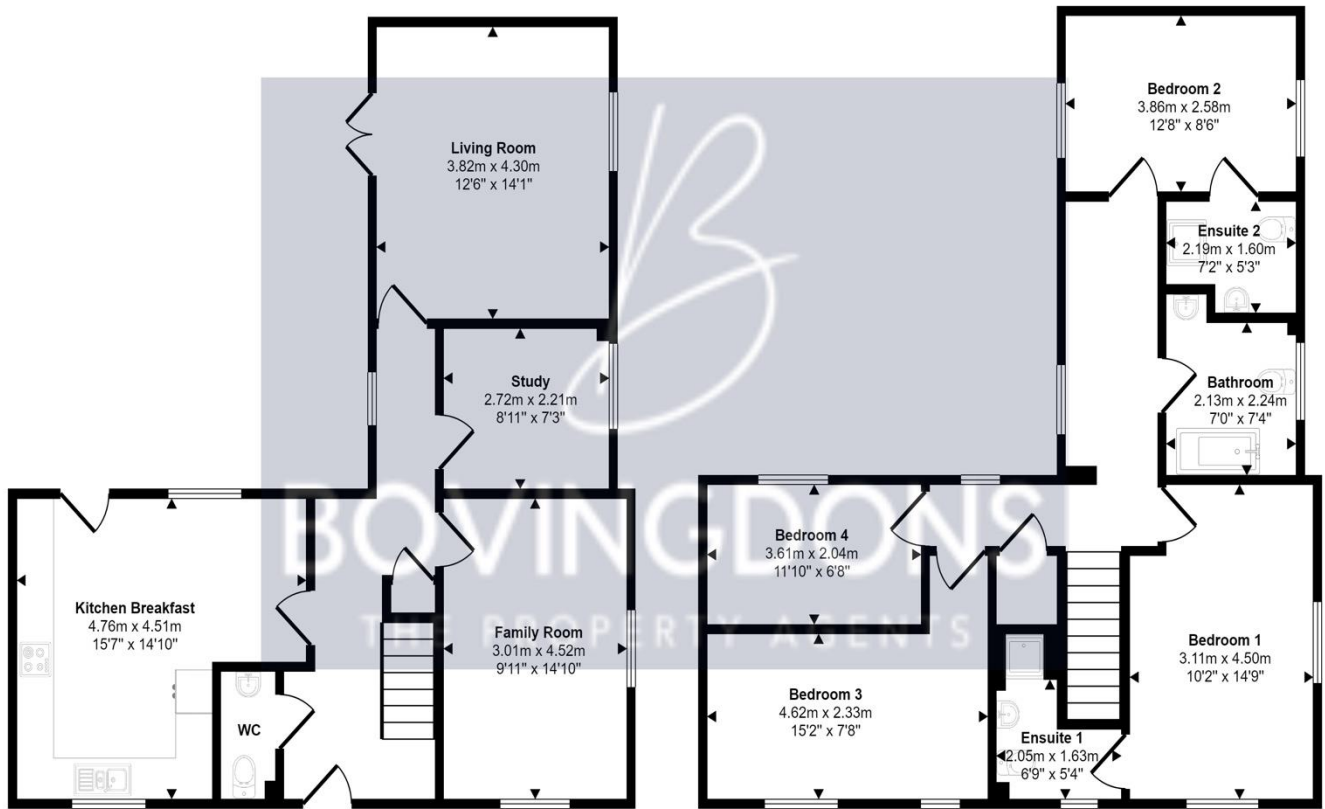 Living Room
3.82m x 4.30m
12'6" x 14'1"
Study
2.72m x 2.21m
8'11" x 7'3"
Kitchen Breakfast
4.76m x 4.51m
15'7" x 14'10"
WC
Family Room
3.01m x 4.52m
9'11" x 14'10"
Bedroom 2
3.86m x 2.58m
12'8" x 8'6"
Ensuite 2
2.19m x 1.60m
7'2" x 5'3"
Bathroom
2.13m x 2.24m
7'0" x 7'4"
Bedroom 4
3.61m x 2.04m
11'10" x 6'8"
Bedroom 3
4.62m x 2.33m
15'2" x 7'8"
Ensuite 1
2.05m x 1.63m
6'9" x 5'4"
Bedroom 1
3.11m x 4.50m
10'2" x 14'9"
B
BOVINGDONS
THE PROPERTY AGENTS